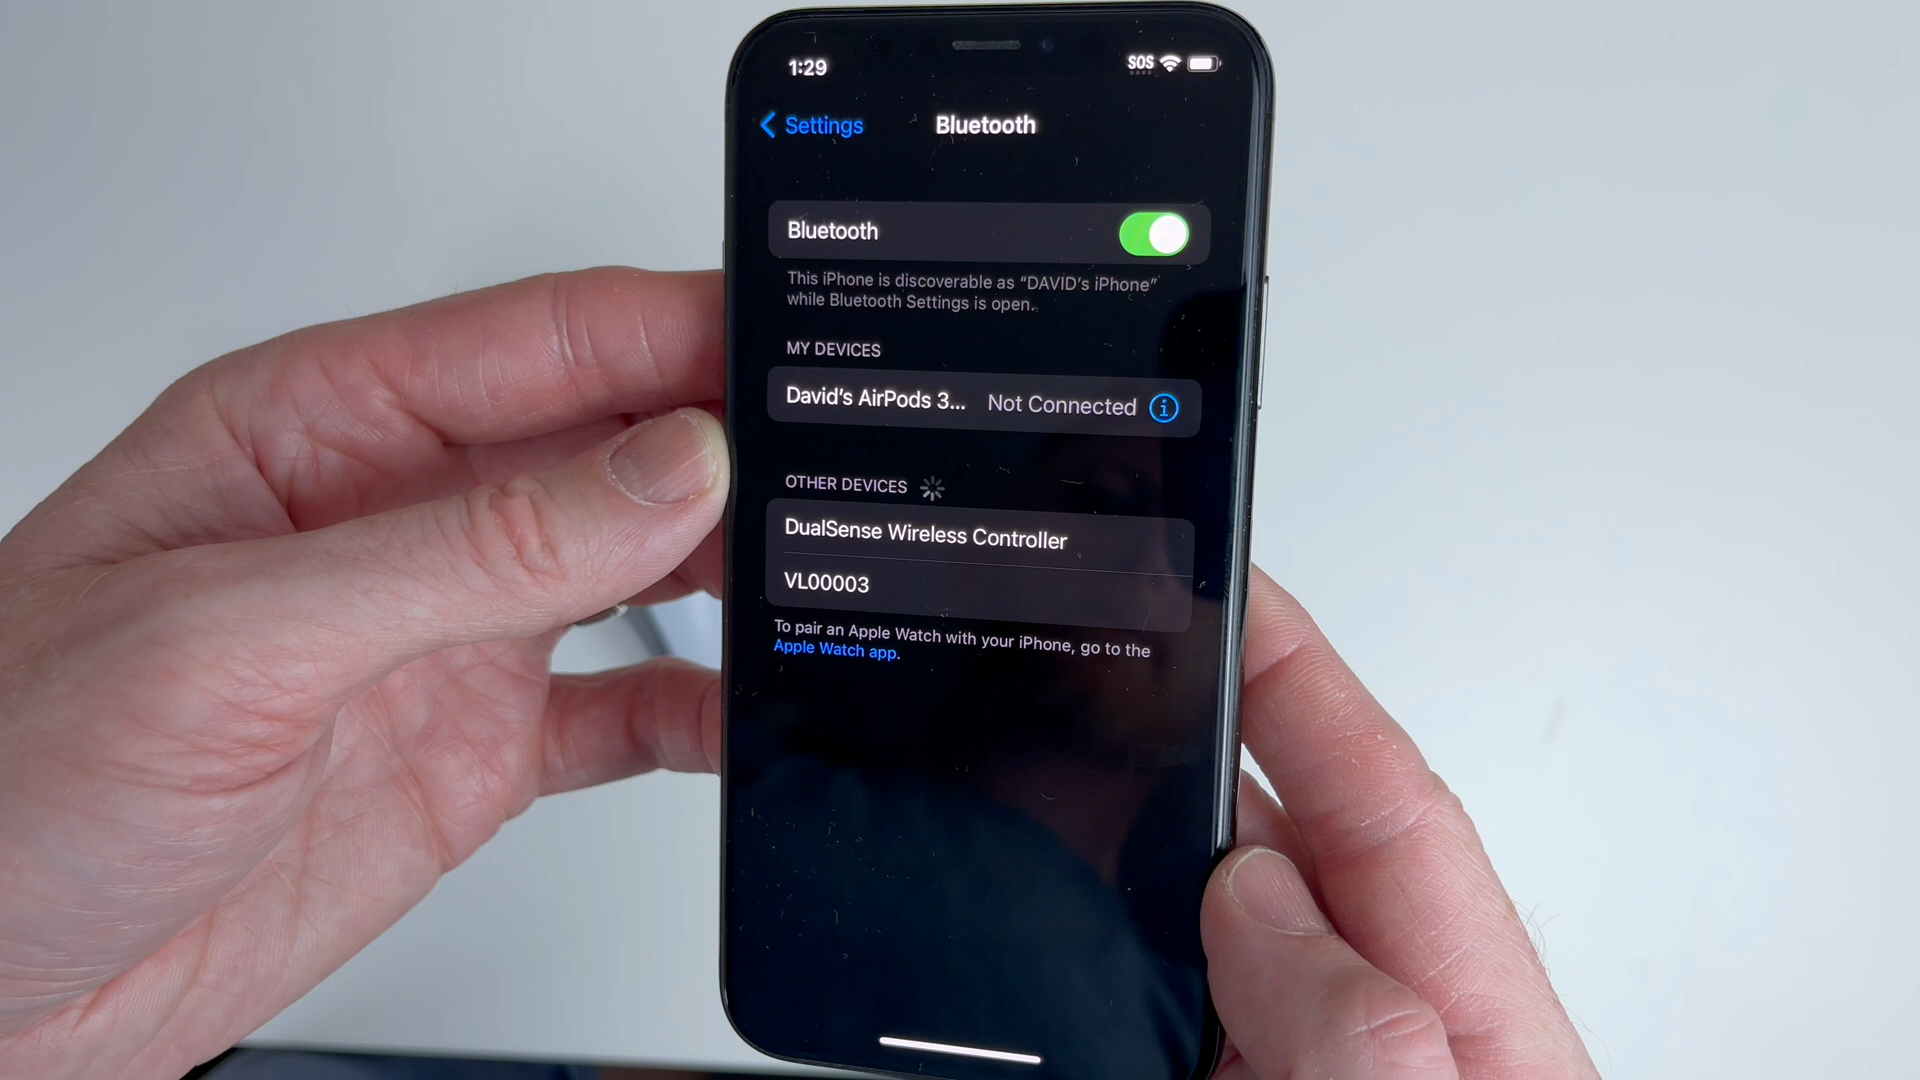 1:29
SOS
Settings
Bluetooth
Bluetooth
This iPhone is discoverable as “DAVID’s iPhone”
while Bluetooth Settings is open.
MY DEVICES
David’s AirPods 3... Not Connected
OTHER DEVICES
DualSense Wireless Controller
VL00003
To pair an Apple Watch with your iPhone, go to the
Apple Watch app.